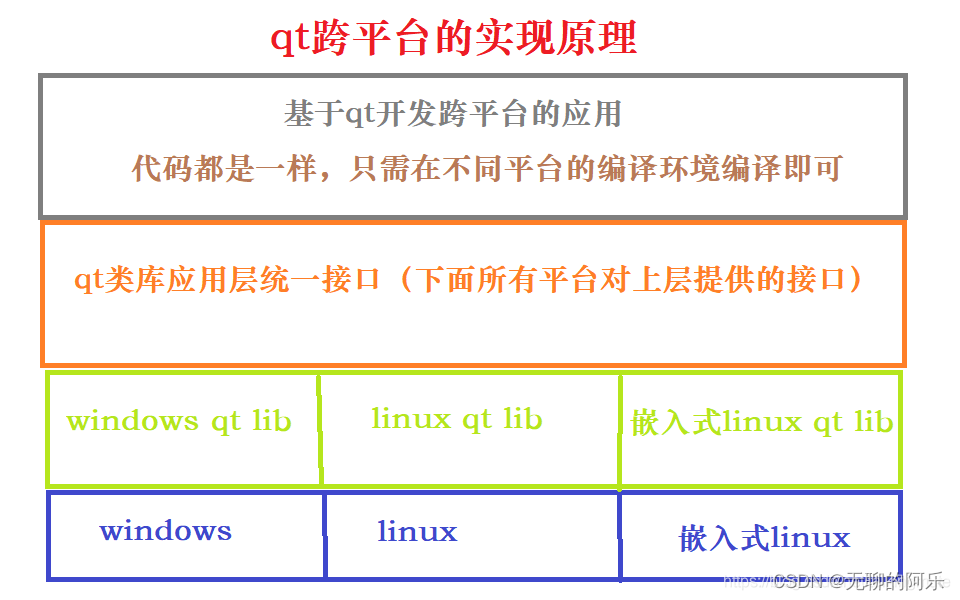 qt跨平台的实现原理
基于qt开发跨平台的应用
代码都是一样，只需在不同平台的编译环境编译即可
qt类库应用层统一接口（下面所有平台对上层提供的接口）
windows qt lib
linux qt lib
嵌入式linux qt lib
windows
linux
嵌入式linux
CSDN @无聊的阿乐